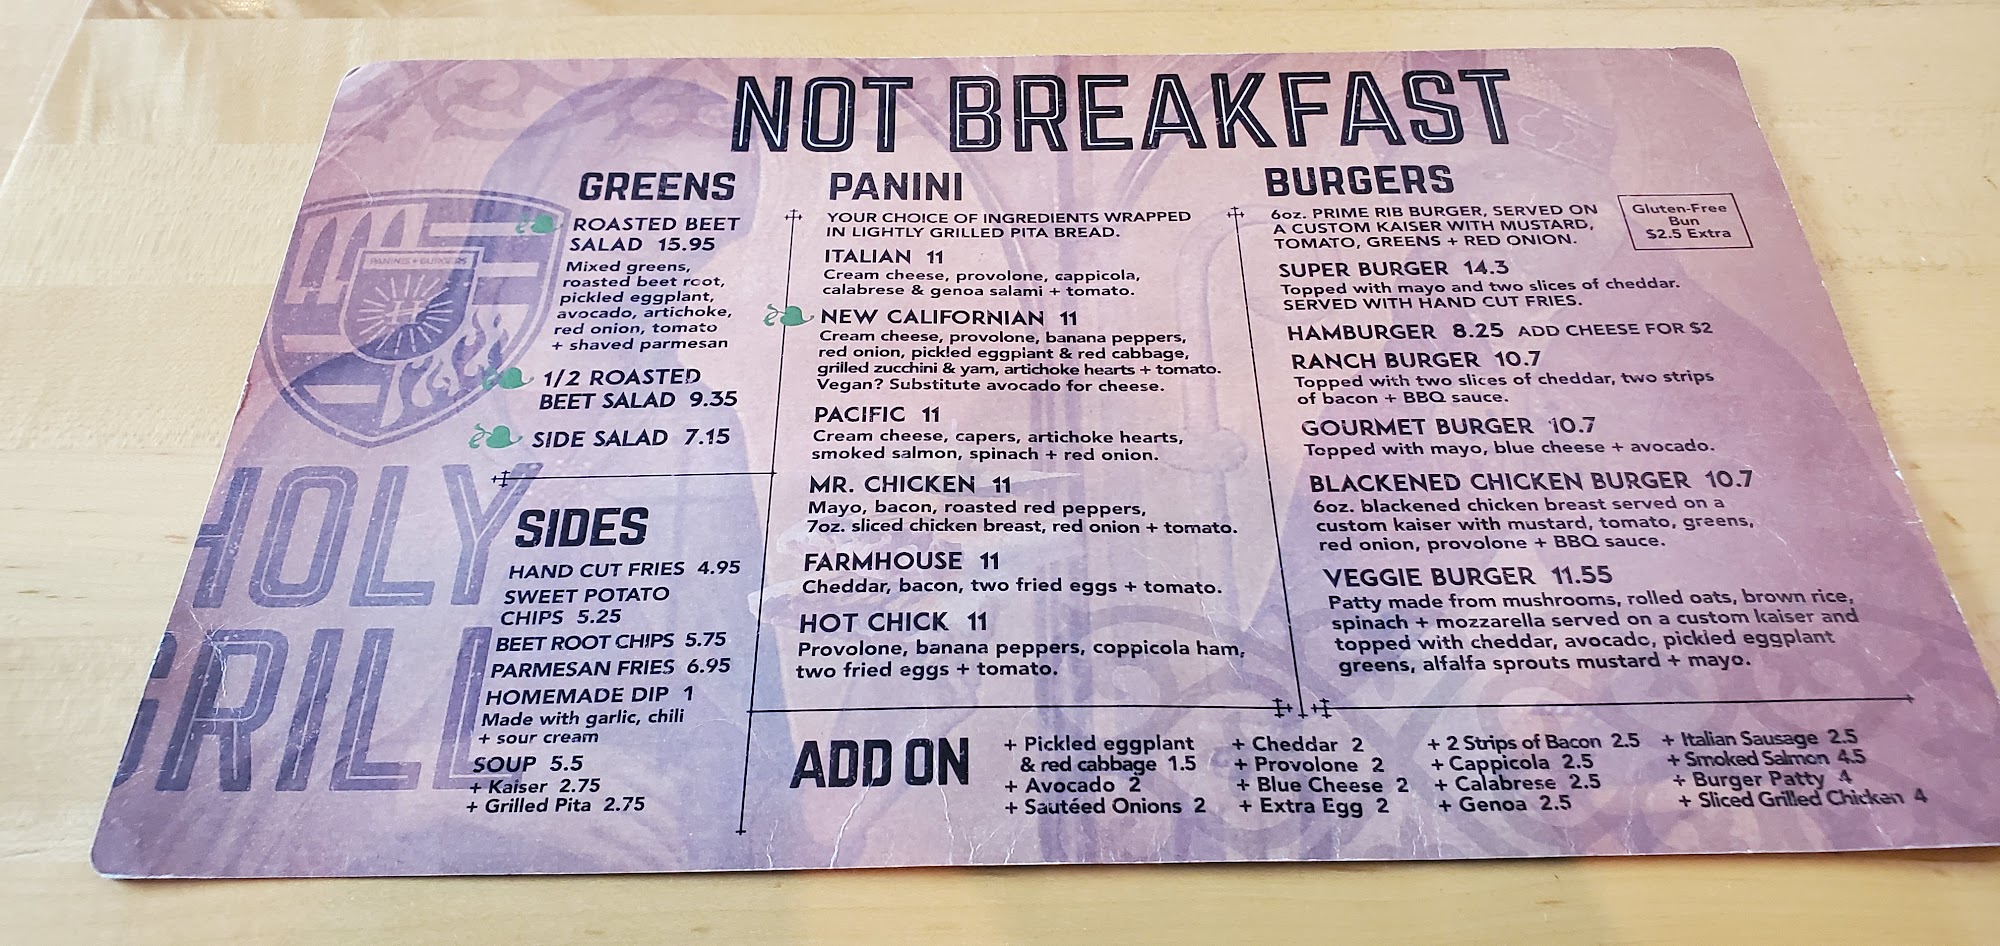 NOT BREAKFAST
GREENS
ROASTED BEET
SALAD 15.95
Mixed greens,
roasted beet root,
pickled eggplant,
avocado, artichoke,
red onion, tomato
+ shaved parmesan
1/2 ROASTED
BEET SALAD 9.35
SIDE SALAD 7.15
SIDES
HAND CUT FRIES 4.95
SWEET POTATO
CHIPS 5.25
BEET ROOT CHIPS 5.75
PARMESAN FRIES 6.95
HOMEMADE DIP 1
Made with garlic, chili
+ sour cream
SOUP 5.5
+ Kaiser 2.75
+ Grilled Pita 2.75
PANINI
YOUR CHOICE OF INGREDIENTS WRAPPED
IN LIGHTLY GRILLED PITA BREAD.
ITALIAN 11
Cream cheese, provolone, cappicola,
calabrese & genoa salami + tomato.
NEW CALIFORNIAN 11
Cream cheese, provolone, banana peppers,
red onion, pickled eggplant & red cabbage,
grilled zucchini & yam, artichoke hearts + tomato.
Vegan? Substitute avocado for cheese.
PACIFIC 11
Cream cheese, capers, artichoke hearts,
smoked salmon, spinach + red onion.
MR. CHICKEN 11
Mayo, bacon, roasted red peppers,
7oz. sliced chicken breast, red onion + tomato.
FARMHOUSE 11
Cheddar, bacon, two fried eggs + tomato.
HOT CHICK 11
Provolone, banana peppers, coppicola ham,
two fried eggs + tomato.
BURGERS
6oz. PRIME RIB BURGER, SERVED ON
A CUSTOM KAISER WITH MUSTARD,
TOMATO, GREENS + RED ONION.
Gluten-Free
Bun
$2.5 Extra
SUPER BURGER 14.3
Topped with mayo and two slices of cheddar.
SERVED WITH HAND CUT FRIES.
HAMBURGER 8.25 ADD CHEESE FOR $2
RANCH BURGER 10.7
Topped with two slices of cheddar, two strips
of bacon + BBQ sauce.
GOURMET BURGER 10.7
Topped with mayo, blue cheese + avocado.
BLACKENED CHICKEN BURGER 10.7
6oz. blackened chicken breast served on a
custom kaiser with mustard, tomato, greens,
red onion, provolone + BBQ sauce.
VEGGIE BURGER 11.55
Patty made from mushrooms, rolled oats, brown rice,
spinach + mozzarella served on a custom kaiser and
topped with cheddar, avocado, pickled eggplant
greens, alfalfa sprouts mustard + mayo.
ADD ON
+ Pickled eggplant
& red cabbage 1.5
+ Avocado 2
+ Sautéed Onions 2
+ Cheddar 2
+ Provolone 2
+ Blue Cheese 2
+ Extra Egg 2
+ 2 Strips of Bacon 2.5
+ Cappicola 2.5
+ Calabrese 2.5
+ Genoa 2.5
+ Italian Sausage 2.5
+ Smoked Salmon 4.5
+ Burger Patty 4
+ Sliced Grilled Chicken 4
PANINIS + BURGERS
H
HOLY
GRILL